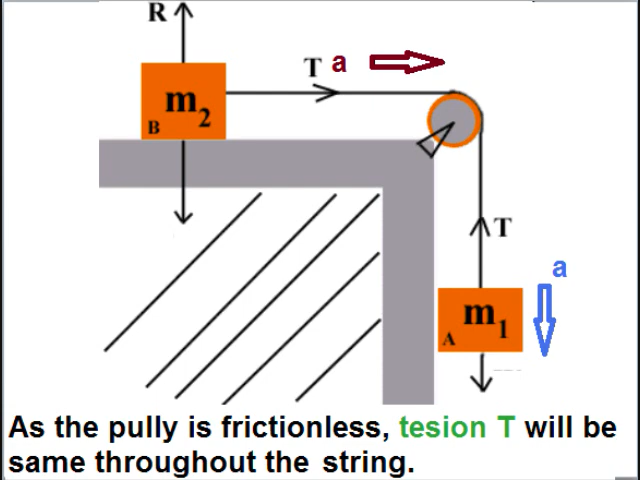 R
T a
m2
B
T
a
m1
A
As the pully is frictionless, tesion T will be
same throughout the string.